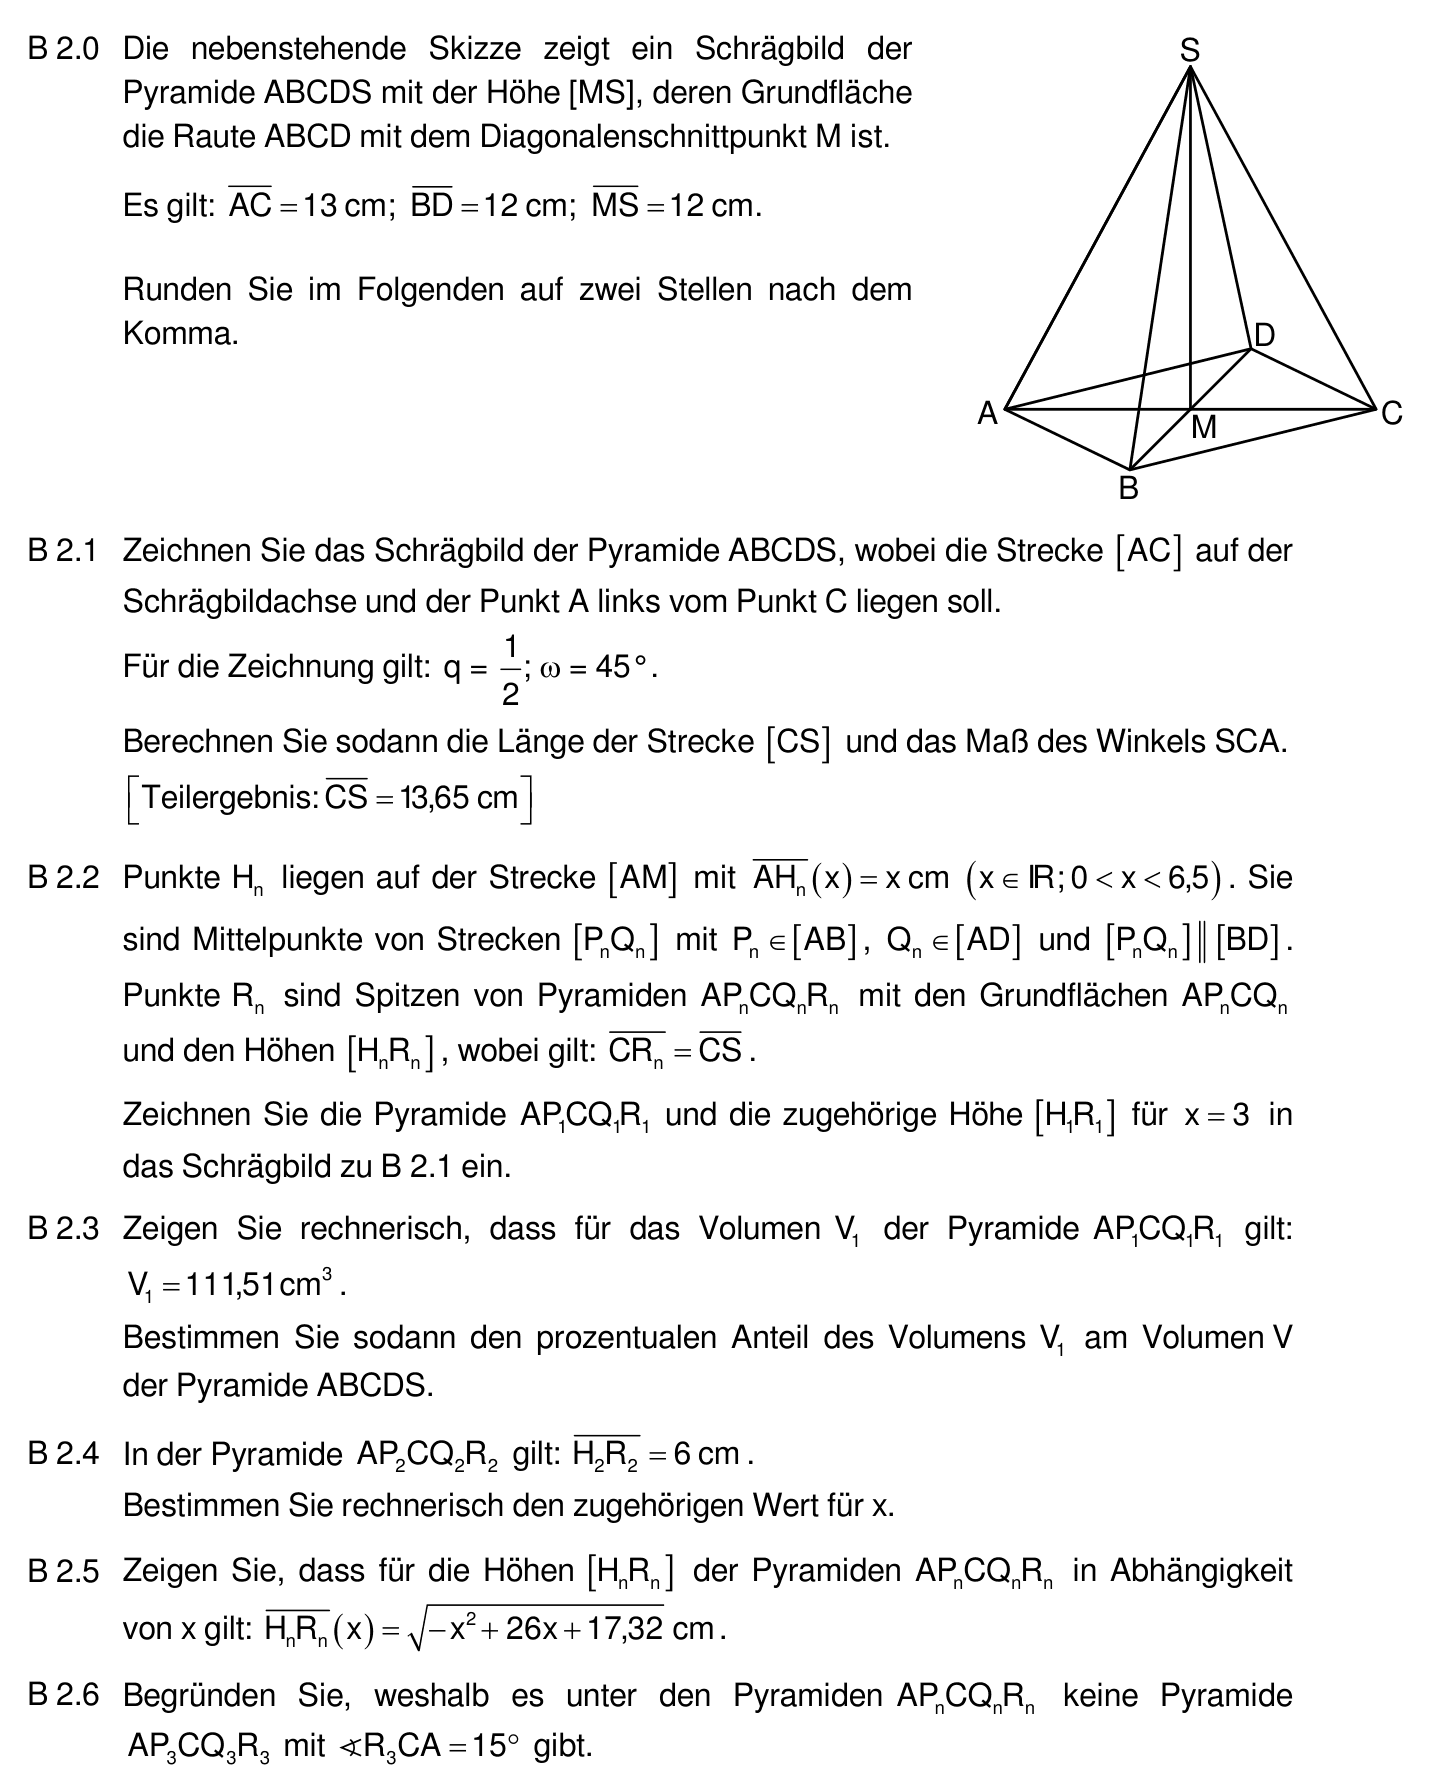 B 2.0 Die nebenstehende Skizze zeigt ein Schrägbild der
Pyramide ABCDS mit der Höhe [MS], deren Grundfläche
die Raute ABCD mit dem Diagonalenschnittpunkt M ist.
Es gilt: A̅C̅ = 13 cm; B̅D̅ = 12 cm; M̅S̅ = 12 cm.
Runden Sie im Folgenden auf zwei Stellen nach dem
Komma.
S
D
A
M
C
B
B 2.1 Zeichnen Sie das Schrägbild der Pyramide ABCDS, wobei die Strecke [AC] auf der
Schrägbildachse und der Punkt A links vom Punkt C liegen soll.
Für die Zeichnung gilt: q = 1/2; ω = 45°.
Berechnen Sie sodann die Länge der Strecke [CS] und das Maß des Winkels SCA.
[Teilergebnis: C̅S̅ = 13,65 cm]
B 2.2 Punkte Hₙ liegen auf der Strecke [AM] mit A̅H̅ₙ(x) = x cm (x ∈ ℝ; 0 < x < 6,5). Sie
sind Mittelpunkte von Strecken [PₙQₙ] mit Pₙ ∈ [AB], Qₙ ∈ [AD] und [PₙQₙ] ∥ [BD].
Punkte Rₙ sind Spitzen von Pyramiden APₙCQₙRₙ mit den Grundflächen APₙCQₙ
und den Höhen [HₙRₙ], wobei gilt: C̅R̅ₙ = C̅S̅.
Zeichnen Sie die Pyramide AP₁CQ₁R₁ und die zugehörige Höhe [H₁R₁] für x = 3 in
das Schrägbild zu B 2.1 ein.
B 2.3 Zeigen Sie rechnerisch, dass für das Volumen V₁ der Pyramide AP₁CQ₁R₁ gilt:
V₁ = 111,51 cm³.
Bestimmen Sie sodann den prozentualen Anteil des Volumens V₁ am Volumen V
der Pyramide ABCDS.
B 2.4 In der Pyramide AP₂CQ₂R₂ gilt: H̅₂R̅₂ = 6 cm.
Bestimmen Sie rechnerisch den zugehörigen Wert für x.
B 2.5 Zeigen Sie, dass für die Höhen [HₙRₙ] der Pyramiden APₙCQₙRₙ in Abhängigkeit
von x gilt: H̅ₙR̅ₙ(x) = √(−x² + 26x + 17,32) cm.
B 2.6 Begründen Sie, weshalb es unter den Pyramiden APₙCQₙRₙ keine Pyramide
AP₃CQ₃R₃ mit ∢R₃CA = 15° gibt.